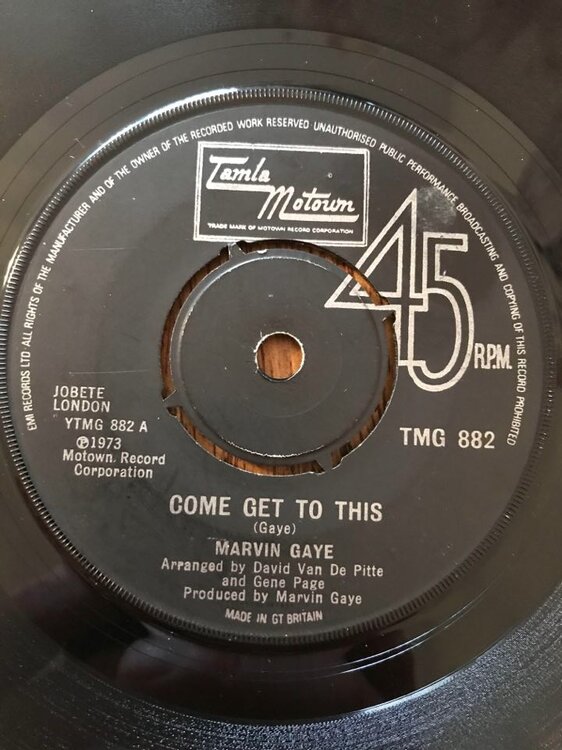 EMI RECORDS LTD · ALL RIGHTS OF THE MANUFACTURER AND OF THE OWNER OF THE RECORDED WORK RESERVED · UNAUTHORISED PUBLIC PERFORMANCE BROADCASTING AND COPYING OF THIS RECORD PROHIBITED
Tamla
Motown
TRADE MARK OF MOTOWN RECORD CORPORATION
45
R.P.M.
JOBETE
LONDON
YTMG 882 A
℗1973
Motown Record
Corporation
TMG 882
COME GET TO THIS
(Gaye)
MARVIN GAYE
Arranged by David Van De Pitte
and Gene Page
Produced by Marvin Gaye
MADE IN GT BRITAIN